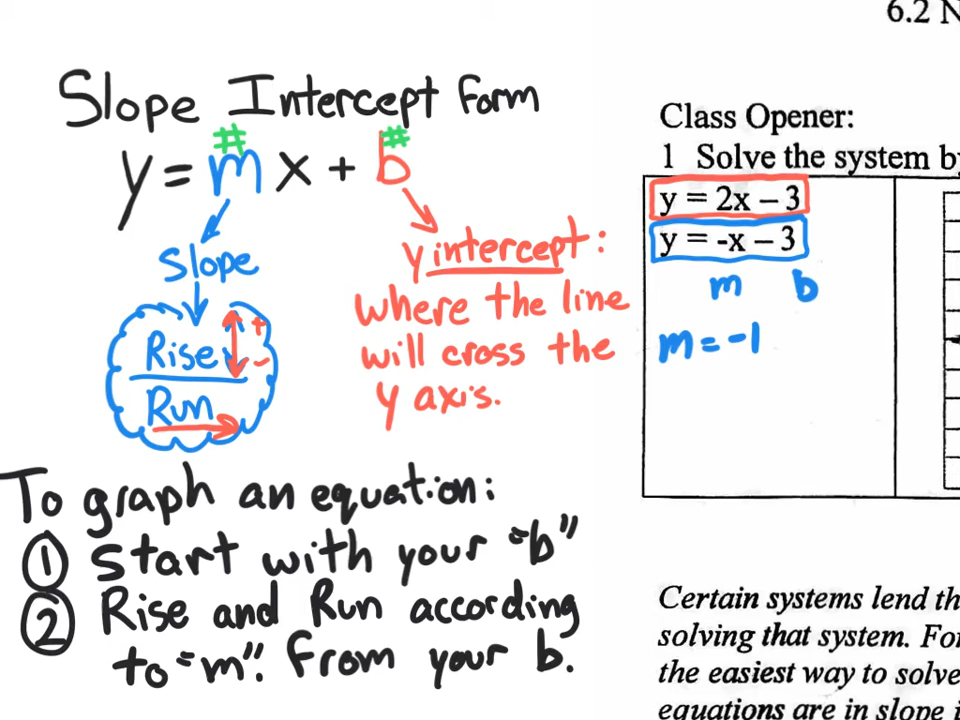 6.2 N
Slope Intercept form
# #
y = m x + b
Slope
y intercept:
where the line
will cross the
y axis.
Rise + -
Run
To graph an equation:
① Start with your "b"
② Rise and Run according
to "m". From your b.
Class Opener:
1 Solve the system by
y = 2x – 3
y = -x – 3
m b
m = -1
Certain systems lend th
solving that system. For
the easiest way to solve
equations are in slope i